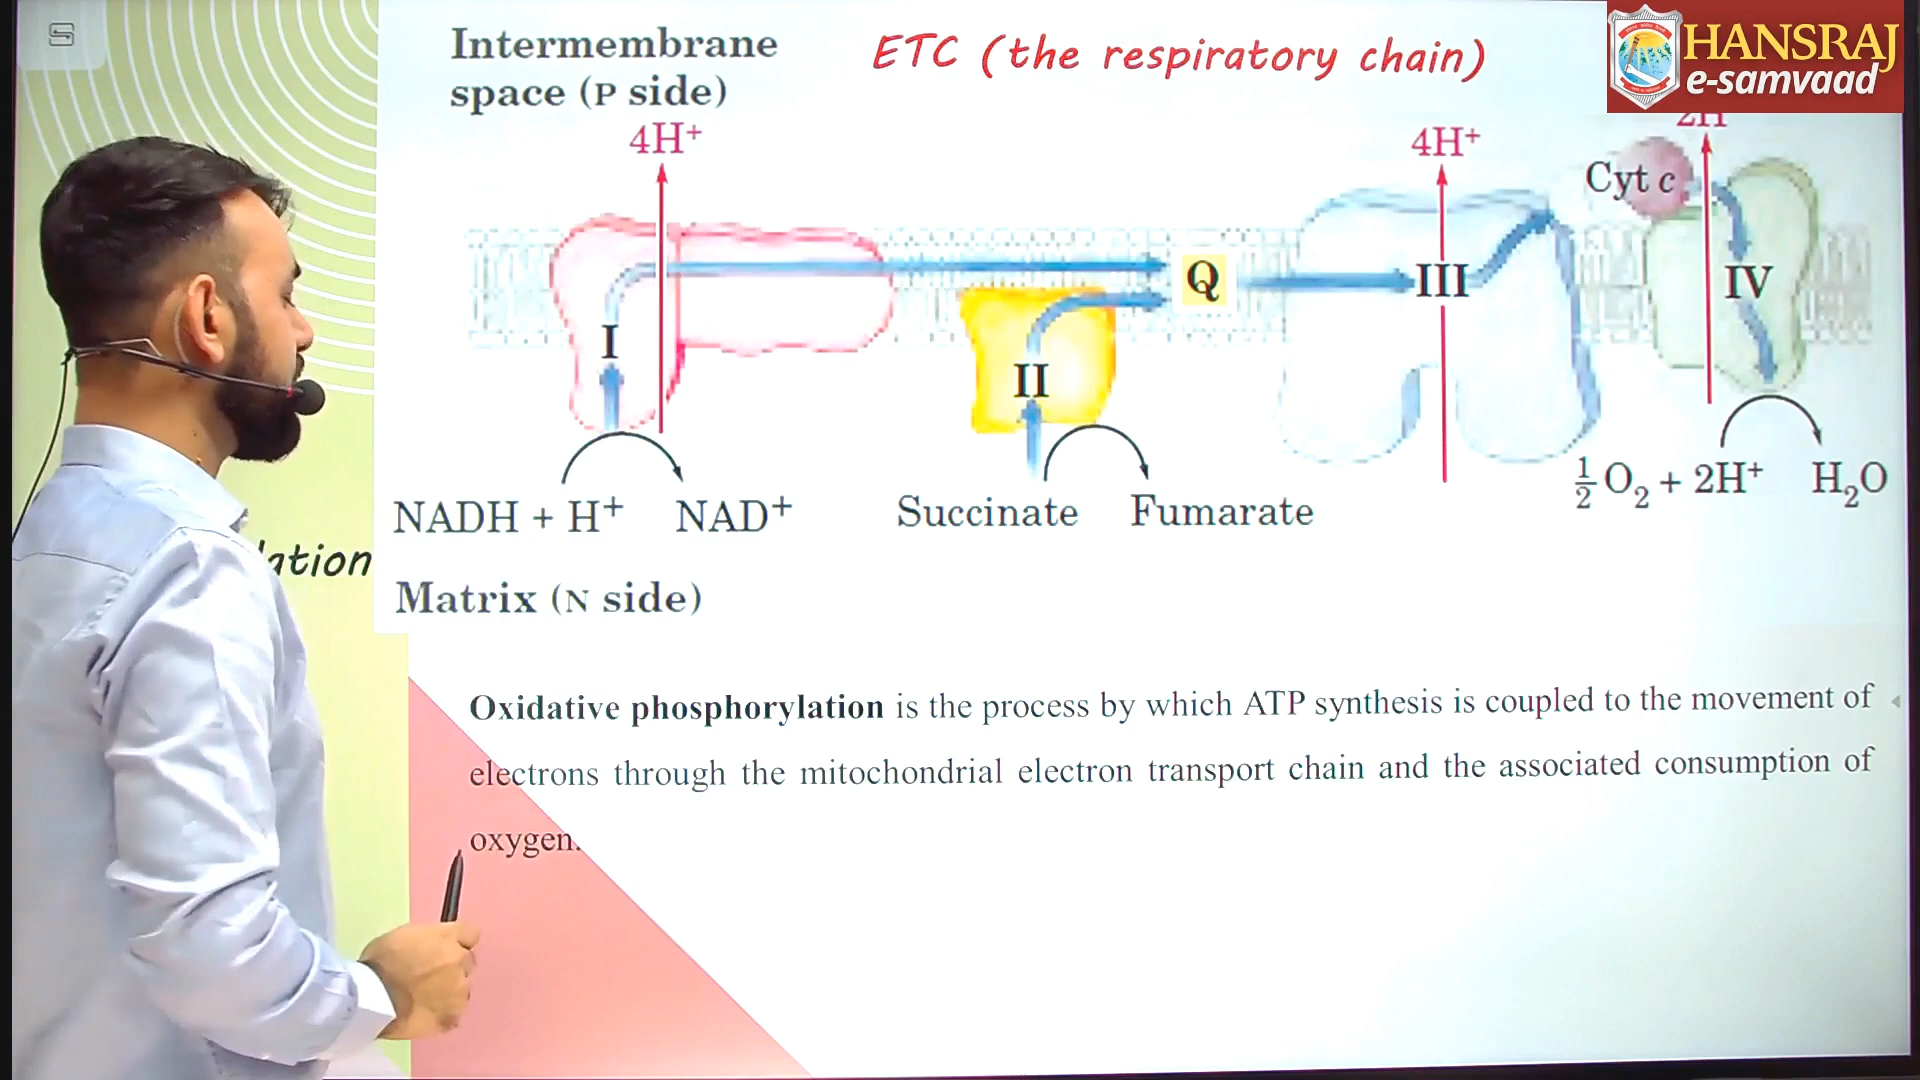 HANSRAJ
e-samvaad
Intermembrane
space (P side)
ETC (the respiratory chain)
4H⁺
4H⁺
2H
Cyt c
Q
I
II
III
IV
NADH + H⁺
NAD⁺
Succinate
Fumarate
½O₂ + 2H⁺
H₂O
Matrix (N side)
Oxidative phosphorylation is the process by which ATP synthesis is coupled to the movement of
electrons through the mitochondrial electron transport chain and the associated consumption of
oxygen.